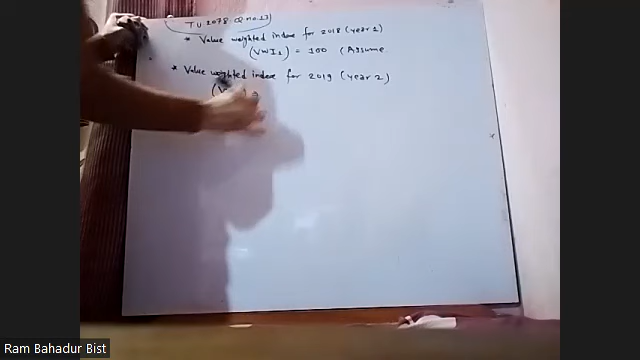 T.U 2078 Q no. 13)
* Value weighted index for 2018 (year 1)
(VWI1) = 100 (Assume
* Value weighted index for 2019 (year 2)
Ram Bahadur Bist